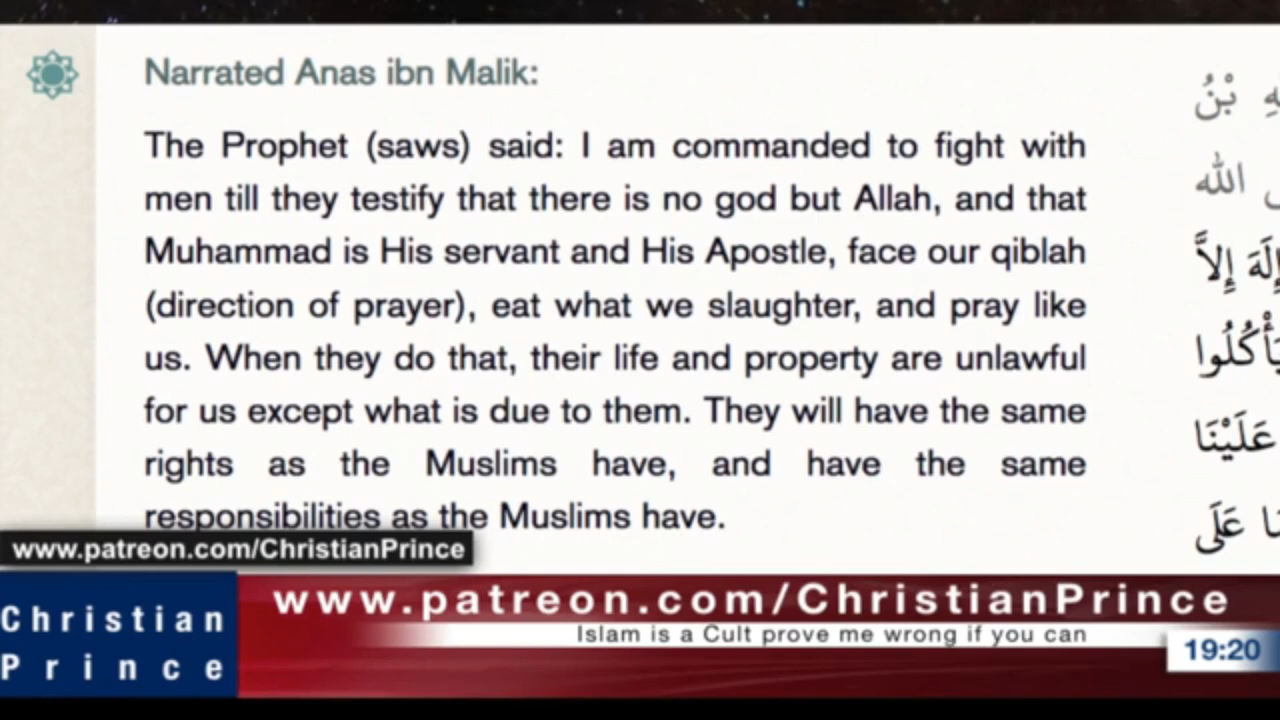 Narrated Anas ibn Malik:
The Prophet (saws) said: I am commanded to fight with
men till they testify that there is no god but Allah, and that
Muhammad is His servant and His Apostle, face our qiblah
(direction of prayer), eat what we slaughter, and pray like
us. When they do that, their life and property are unlawful
for us except what is due to them. They will have the same
rights as the Muslims have, and have the same
responsibilities as the Muslims have.
بْنُ
الله
إِلَهَ إِلاَّ
يَأْكُلُوا
عَلَيْنَا
عَلَى
www.patreon.com/ChristianPrince
Christian
Prince
www.patreon.com/ChristianPrince
Islam is a Cult prove me wrong if you can
19:20